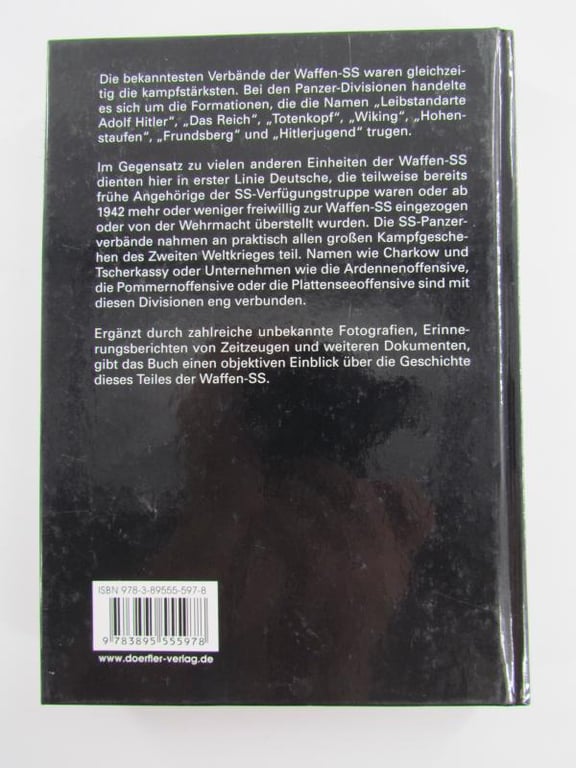 Die bekanntesten Verbände der Waffen-SS waren gleichzei-
tig die kampfstärksten. Bei den Panzer-Divisionen handelte
es sich um die Formationen, die die Namen „Leibstandarte
Adolf Hitler“, „Das Reich“, „Totenkopf“, „Wiking“, „Hohen-
staufen“, „Frundsberg“ und „Hitlerjugend“ trugen.
Im Gegensatz zu vielen anderen Einheiten der Waffen-SS
dienten hier in erster Linie Deutsche, die teilweise bereits
frühe Angehörige der SS-Verfügungstruppe waren oder ab
1942 mehr oder weniger freiwillig zur Waffen-SS eingezogen
oder von der Wehrmacht überstellt wurden. Die SS-Panzer-
verbände nahmen an praktisch allen großen Kampfgesche-
hen des Zweiten Weltkrieges teil. Namen wie Charkow und
Tscherkassy oder Unternehmen wie die Ardennenoffensive,
die Pommernoffensive oder die Plattenseeoffensive sind mit
diesen Divisionen eng verbunden.
Ergänzt durch zahlreiche unbekannte Fotografien, Erinne-
rungsberichten von Zeitzeugen und weiteren Dokumenten,
gibt das Buch einen objektiven Einblick über die Geschichte
dieses Teiles der Waffen-SS.
ISBN 978-3-89555-597-8
9 783895 555978
www.doerfler-verlag.de